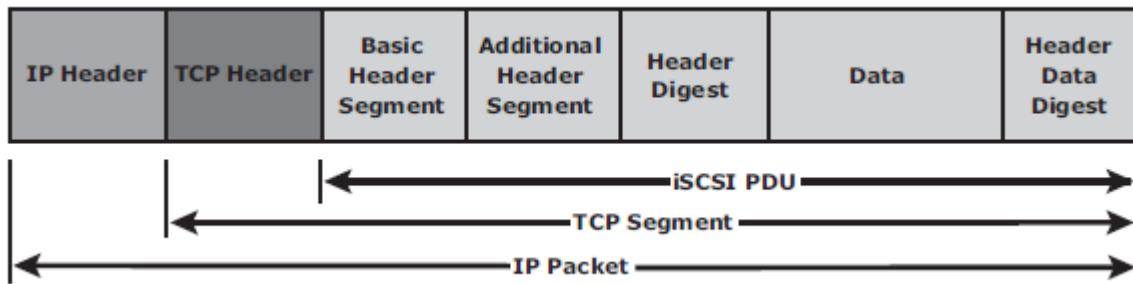 IP Header
TCP Header
Basic
Header
Segment
Additional
Header
Segment
Header
Digest
Data
Header
Data
Digest
iSCSI PDU
TCP Segment
IP Packet